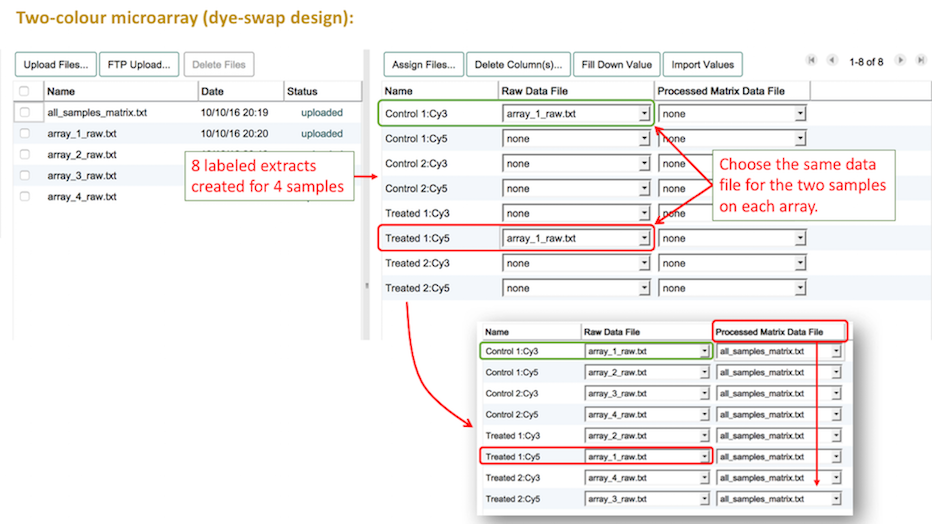 Two-colour microarray (dye-swap design):
Upload Files... FTP Upload... Delete Files
Name Date Status
all_samples_matrix.txt 10/10/16 20:19 uploaded
array_1_raw.txt 10/10/16 20:20 uploaded
array_2_raw.txt
array_3_raw.txt
array_4_raw.txt
8 labeled extracts
created for 4 samples
Assign Files... Delete Column(s)... Fill Down Value Import Values 1-8 of 8
Name Raw Data File Processed Matrix Data File
Control 1:Cy3 array_1_raw.txt none
Control 1:Cy5 none none
Control 2:Cy3 none
Control 2:Cy5 none
Treated 1:Cy3 none none
Treated 1:Cy5 array_1_raw.txt none
Treated 2:Cy3 none none
Treated 2:Cy5 none none
Choose the same data
file for the two samples
on each array.
Name Raw Data File Processed Matrix Data File
Control 1:Cy3 array_1_raw.txt all_samples_matrix.txt
Control 1:Cy5 array_2_raw.txt all_samples_matrix.txt
Control 2:Cy3 array_3_raw.txt all_samples_matrix.txt
Control 2:Cy5 array_4_raw.txt all_samples_matrix.txt
Treated 1:Cy3 array_2_raw.txt all_samples_matrix.txt
Treated 1:Cy5 array_1_raw.txt all_samples_matrix.txt
Treated 2:Cy3 array_4_raw.txt all_samples_matrix.txt
Treated 2:Cy5 array_3_raw.txt all_samples_matrix.txt